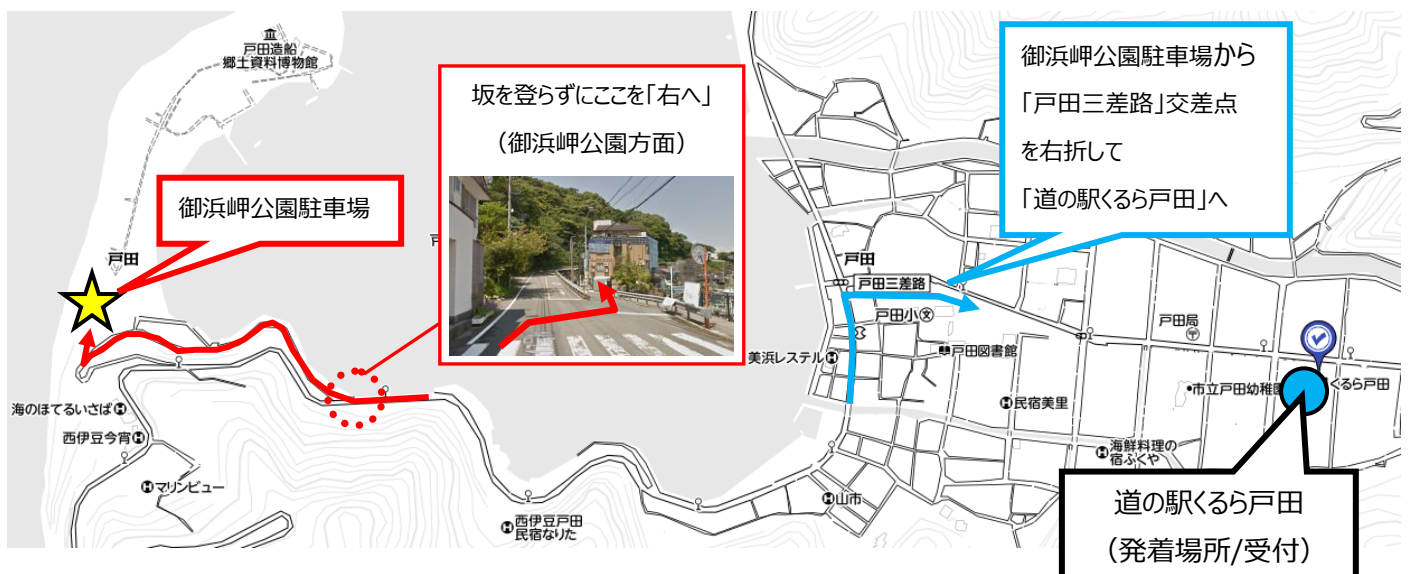 戸田造船
郷土資料博物館
坂を登らずにここを「右へ」
（御浜岬公園方面）
御浜岬公園駐車場から
「戸田三差路」交差点
を右折して
「道の駅くるら戸田」へ
御浜岬公園駐車場
戸田
戸田
戸田三差路
戸田小
文
戸田局
美浜レステル
戸田図書館
市立戸田幼稚園
くるら戸田
海のほてるいさば
民宿美里
西伊豆今宵
海鮮料理の
宿ふくや
マリンビュー
山市
西伊豆戸田
民宿なりた
道の駅くるら戸田
（発着場所/受付）